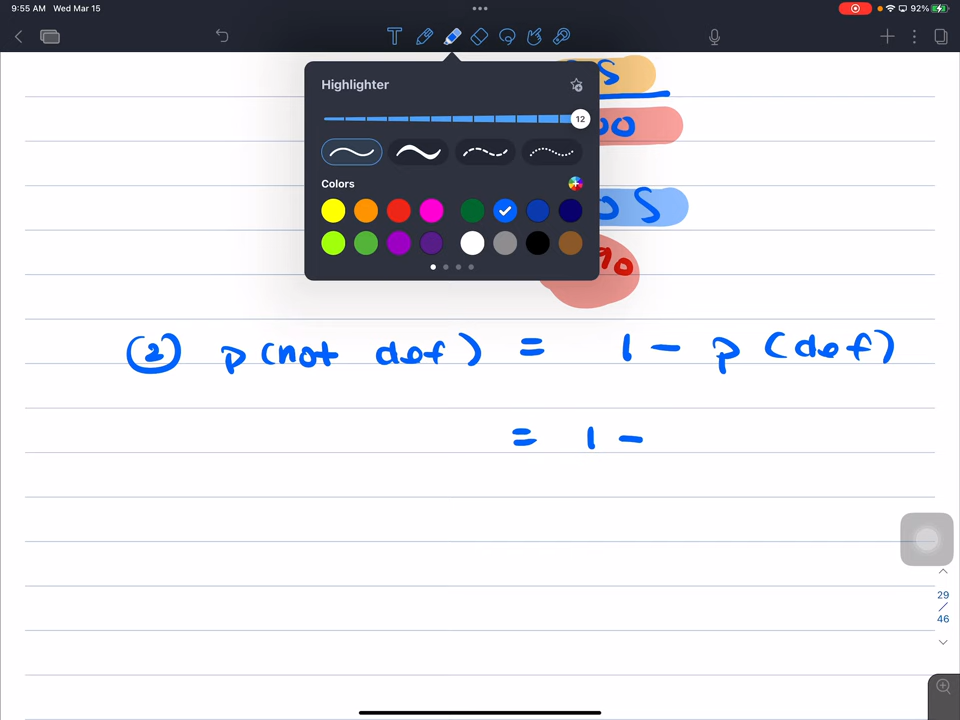 9:55 AM Wed Mar 15
92%
T
Highlighter
12
Colors
(2) p (not def) = 1 - p (def)
= 1 -
29
/
46